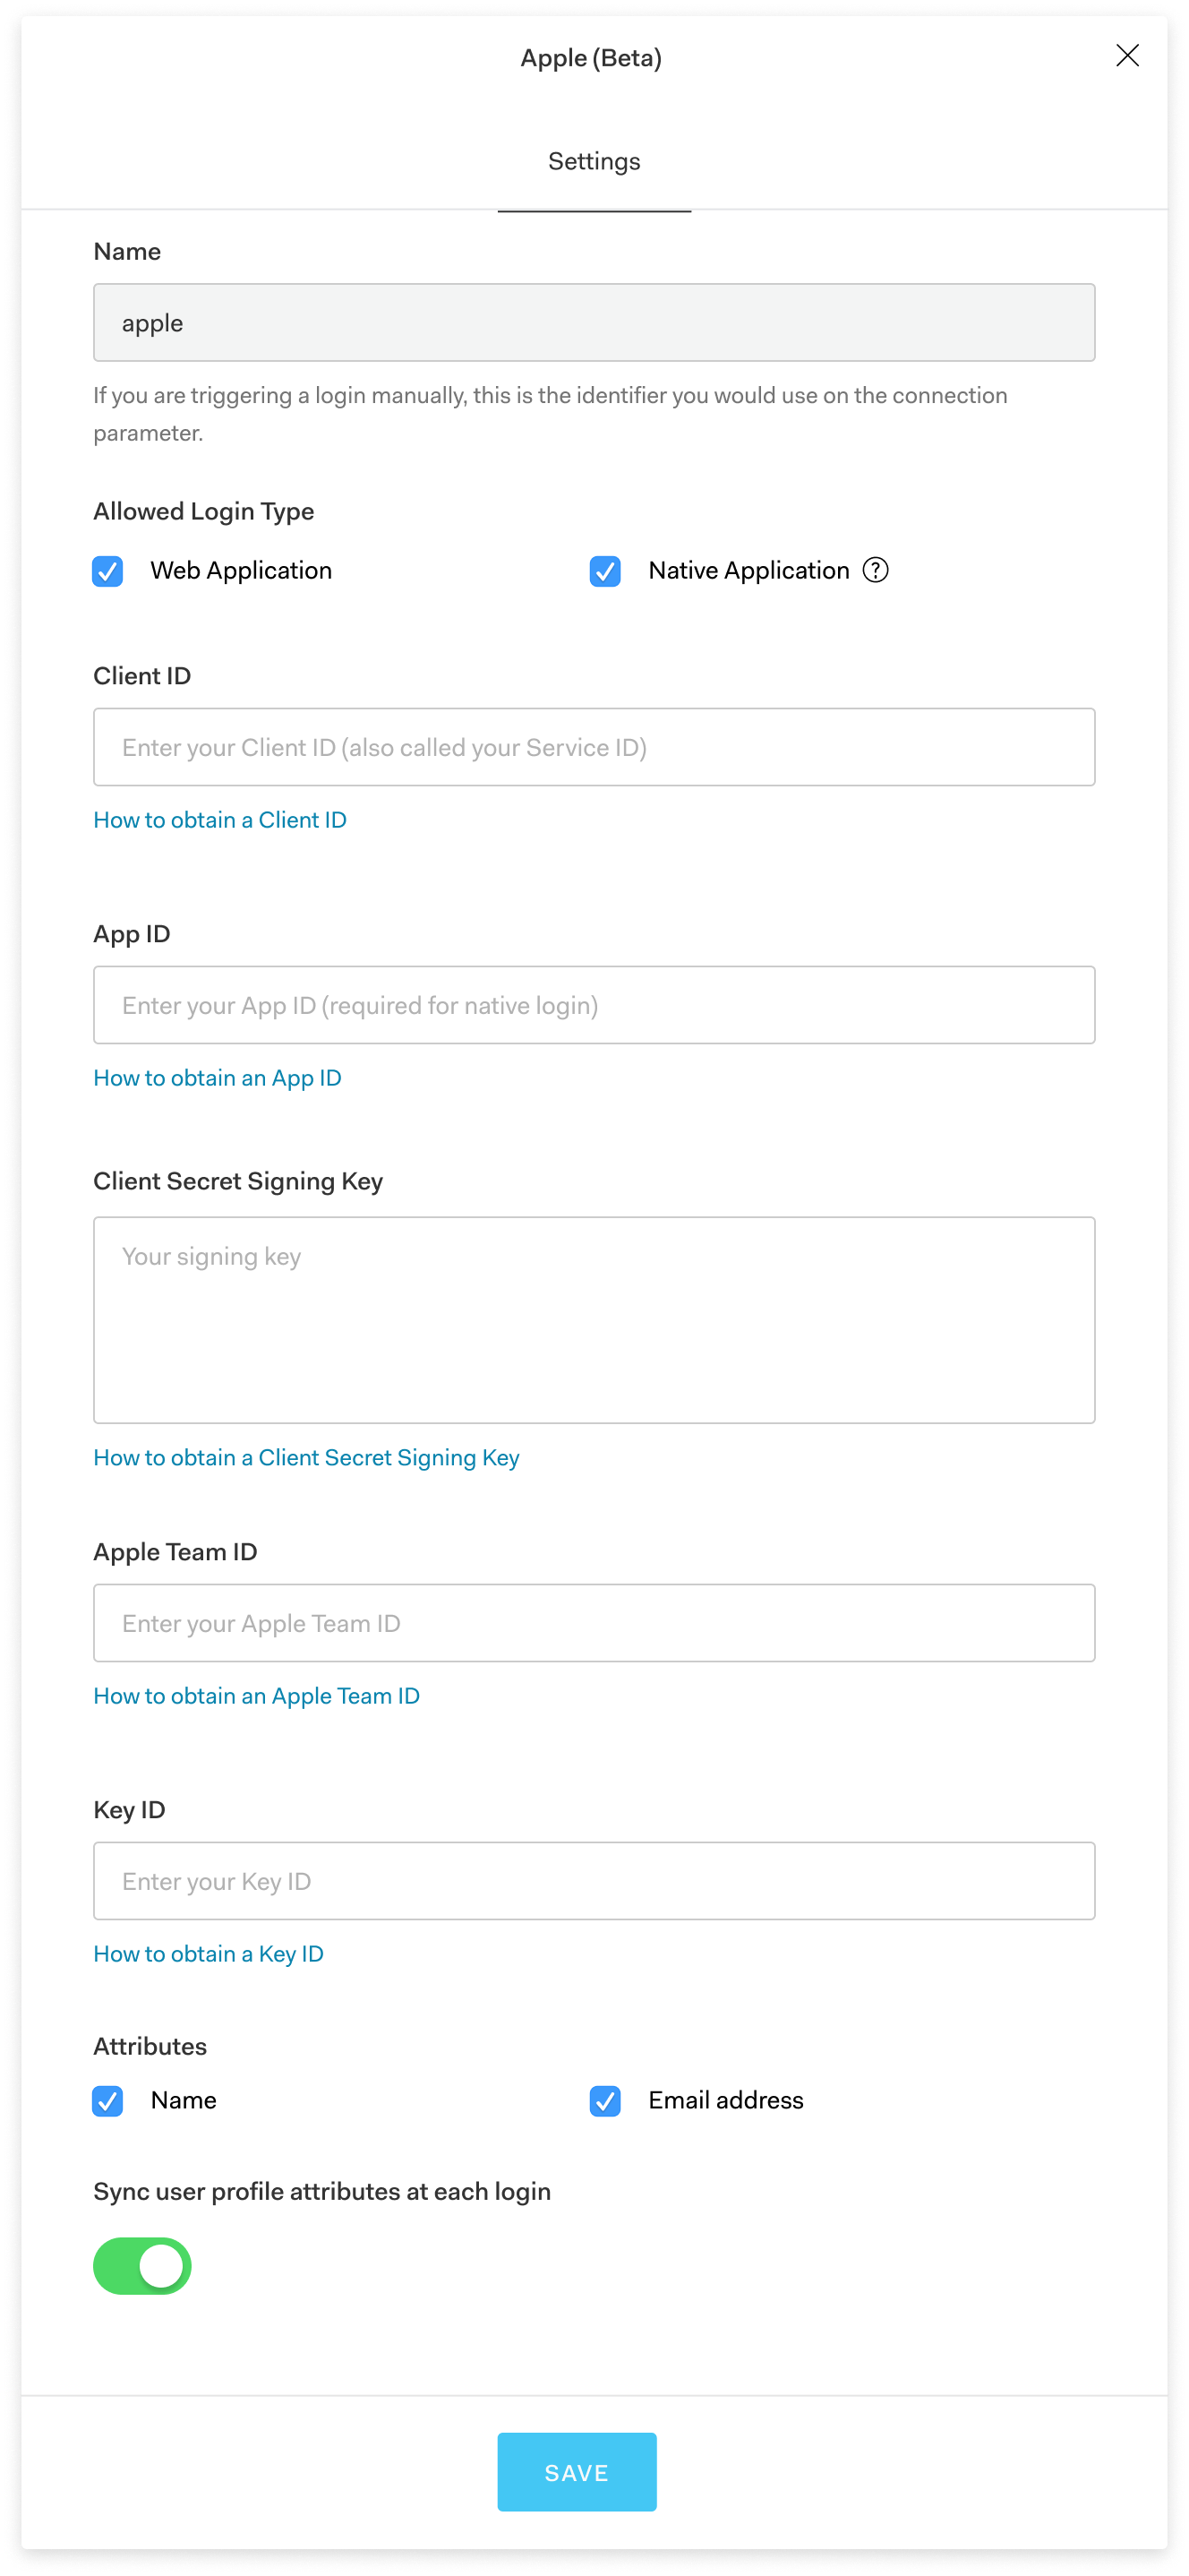 Apple (Beta)
Settings
Name
apple
If you are triggering a login manually, this is the identifier you would use on the connection
parameter.
Allowed Login Type
Web Application
Native Application ?
Client ID
Enter your Client ID (also called your Service ID)
How to obtain a Client ID
App ID
Enter your App ID (required for native login)
How to obtain an App ID
Client Secret Signing Key
Your signing key
How to obtain a Client Secret Signing Key
Apple Team ID
Enter your Apple Team ID
How to obtain an Apple Team ID
Key ID
Enter your Key ID
How to obtain a Key ID
Attributes
Name
Email address
Sync user profile attributes at each login
SAVE